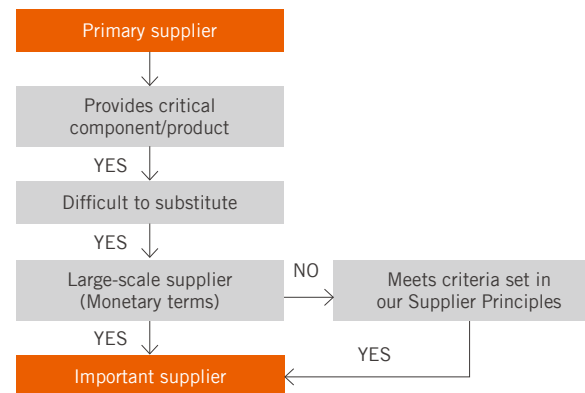 Primary supplier
Provides critical
component/product
YES
Difficult to substitute
YES
Large-scale supplier
(Monetary terms)
NO
Meets criteria set in
our Supplier Principles
YES
YES
Important supplier